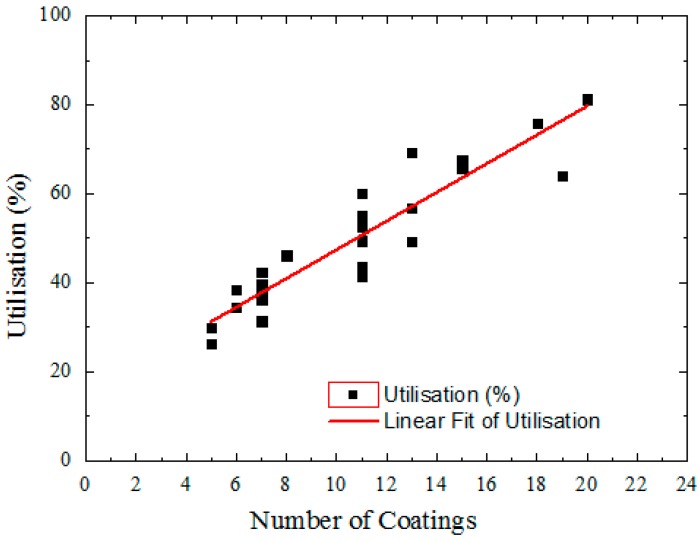 100
80
60
40
20
0
Utilisation (%)
Utilisation (%)
Linear Fit of Utilisation
0 2 4 6 8 10 12 14 16 18 20 22 24
Number of Coatings